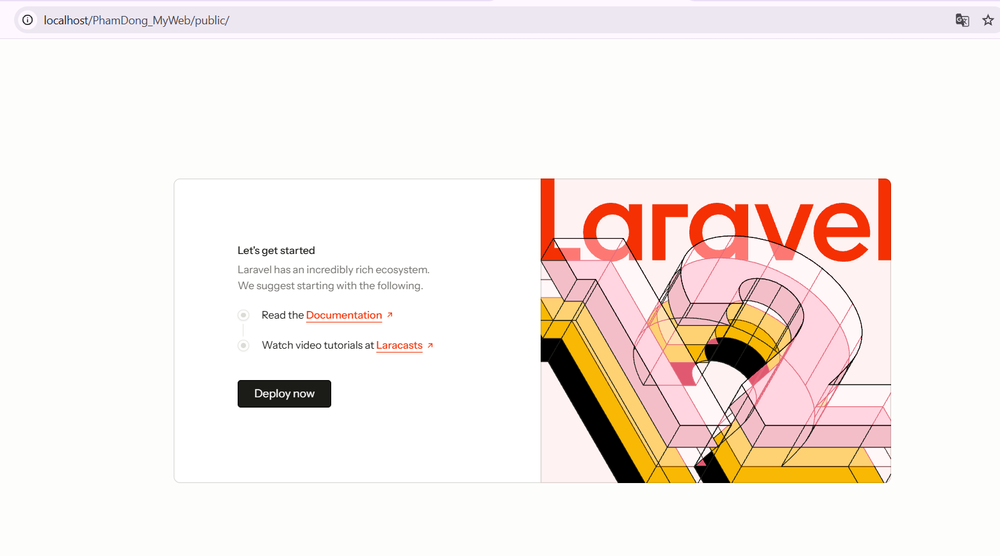 localhost/PhamDong_MyWeb/public/
Laravel
Let's get started
Laravel has an incredibly rich ecosystem.
We suggest starting with the following.
Read the Documentation
Watch video tutorials at Laracasts
Deploy now